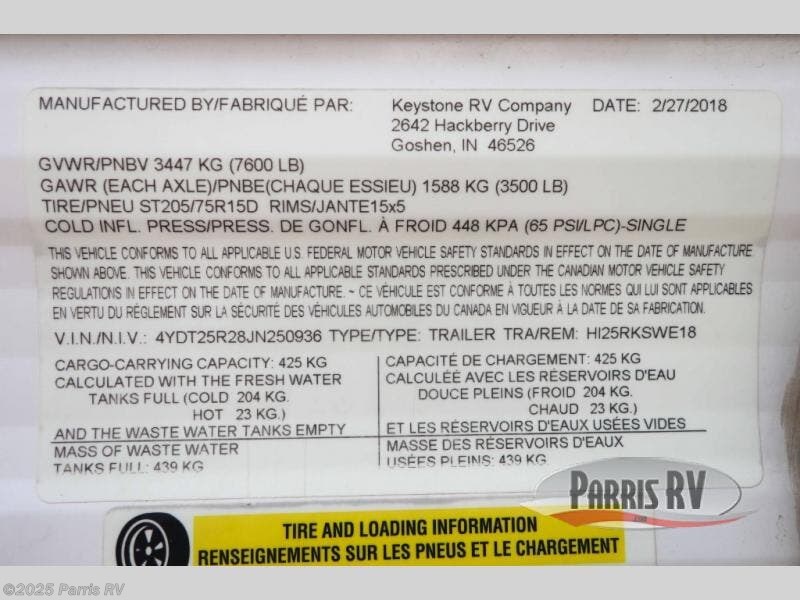 MANUFACTURED BY/FABRIQUÉ PAR: Keystone RV Company DATE: 2/27/2018
2642 Hackberry Drive
Goshen, IN 46526
GVWR/PNBV 3447 KG (7600 LB)
GAWR (EACH AXLE)/PNBE(CHAQUE ESSIEU) 1588 KG (3500 LB)
TIRE/PNEU ST205/75R15D RIMS/JANTE15x5
COLD INFL. PRESS/PRESS. DE GONFL. À FROID 448 KPA (65 PSI/LPC)-SINGLE
THIS VEHICLE CONFORMS TO ALL APPLICABLE U.S. FEDERAL MOTOR VEHICLE SAFETY STANDARDS IN EFFECT ON THE DATE OF MANUFACTURE
SHOWN ABOVE. THIS VEHICLE CONFORMS TO ALL APPLICABLE STANDARDS PRESCRIBED UNDER THE CANADIAN MOTOR VEHICLE SAFETY
REGULATIONS IN EFFECT ON THE DATE OF MANUFACTURE. ~ CE VÉHICULE EST CONFORME À TOUTES LES NORMES QUI LUI SONT APPLICABLES
EN VERTU DU RÉGLEMENT SUR LA SÉCURITÉ DES VÉHICULES AUTOMOBILES DU CANADA EN VIGUEUR À LA DATE DE SA FABRICATION.
V.I.N./N.I.V.: 4YDT25R28JN250936 TYPE/TYPE: TRAILER TRA/REM: HI25RKSWE18
CARGO-CARRYING CAPACITY: 425 KG
CALCULATED WITH THE FRESH WATER
TANKS FULL (COLD 204 KG.
HOT 23 KG.)
AND THE WASTE WATER TANKS EMPTY
MASS OF WASTE WATER
TANKS FULL: 439 KG
CAPACITÉ DE CHARGEMENT: 425 KG
CALCULÉE AVEC LES RÉSERVOIRS D'EAU
DOUCE PLEINS (FROID 204 KG.
CHAUD 23 KG.)
ET LES RÉSERVOIRS D'EAUX USÉES VIDES
MASSE DES RÉSERVOIRS D'EAUX
USÉES PLEINS: 439 KG.
PARRIS RV
TIRE AND LOADING INFORMATION
RENSEIGNEMENTS SUR LES PNEUS ET LE CHARGEMENT
©2025 Parris RV